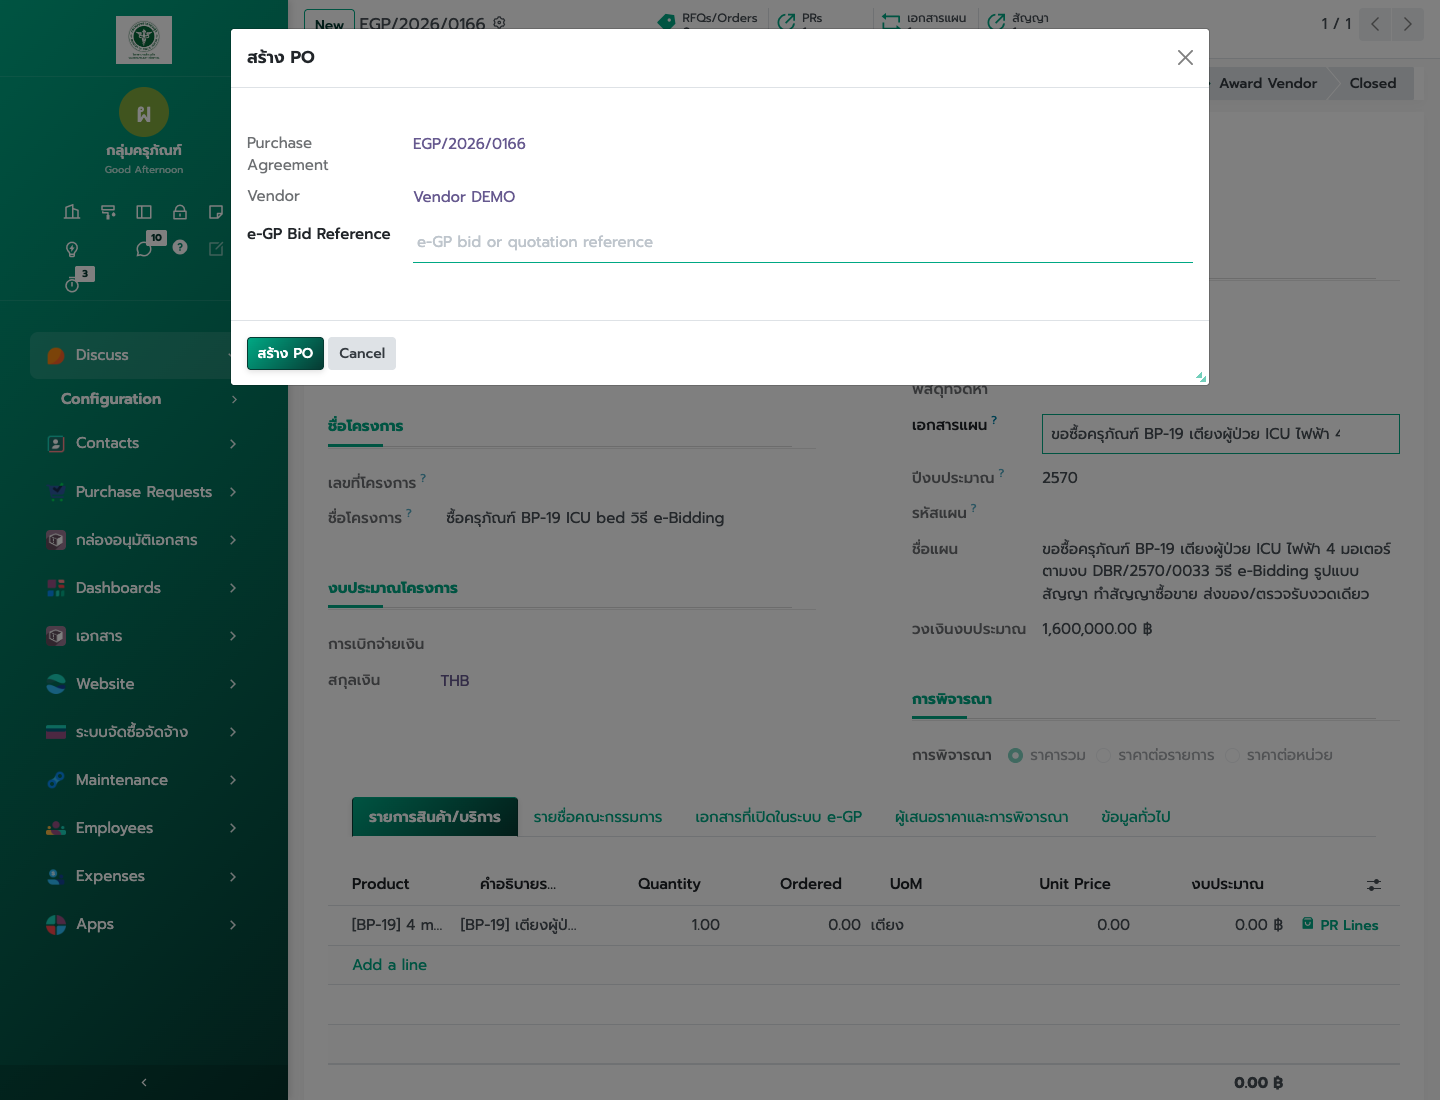 New
EGP/2026/0166
RFQs/Orders
PRs
เอกสารแผน
สัญญา
1 / 1
สร้าง PO
Award Vendor
Closed
ผ
กลุ่มครุภัณฑ์
Good Afternoon
10
3
Purchase Agreement
EGP/2026/0166
Vendor
Vendor DEMO
e-GP Bid Reference
e-GP bid or quotation reference
สร้าง PO
Cancel
Discuss
Configuration
Contacts
Purchase Requests
กล่องอนุมัติเอกสาร
Dashboards
เอกสาร
Website
ระบบจัดซื้อจัดจ้าง
Maintenance
Employees
Expenses
Apps
พัสดุที่จัดหา
ชื่อโครงการ
เอกสารแผน ?
ขอซื้อครุภัณฑ์ BP-19 เตียงผู้ป่วย ICU ไฟฟ้า 4
เลขที่โครงการ ?
ปีงบประมาณ ?
2570
ชื่อโครงการ ?
ซื้อครุภัณฑ์ BP-19 ICU bed วิธี e-Bidding
รหัสแผน ?
ชื่อแผน
ขอซื้อครุภัณฑ์ BP-19 เตียงผู้ป่วย ICU ไฟฟ้า 4 มอเตอร์
ตามงบ DBR/2570/0033 วิธี e-Bidding รูปแบบ
สัญญา ทำสัญญาซื้อขาย ส่งของ/ตรวจรับงวดเดียว
งบประมาณโครงการ
วงเงินงบประมาณ
1,600,000.00 ฿
การเบิกจ่ายเงิน
สกุลเงิน
THB
การพิจารณา
การพิจารณา
ราคารวม
ราคาต่อรายการ
ราคาต่อหน่วย
รายการสินค้า/บริการ
รายชื่อคณะกรรมการ
เอกสารที่เปิดในระบบ e-GP
ผู้เสนอราคาและการพิจารณา
ข้อมูลทั่วไป
Product
คำอธิบายร...
Quantity
Ordered
UoM
Unit Price
งบประมาณ
[BP-19] 4 m...
[BP-19] เตียงผู้ป...
1.00
0.00
เตียง
0.00
0.00 ฿
PR Lines
Add a line
0.00 ฿